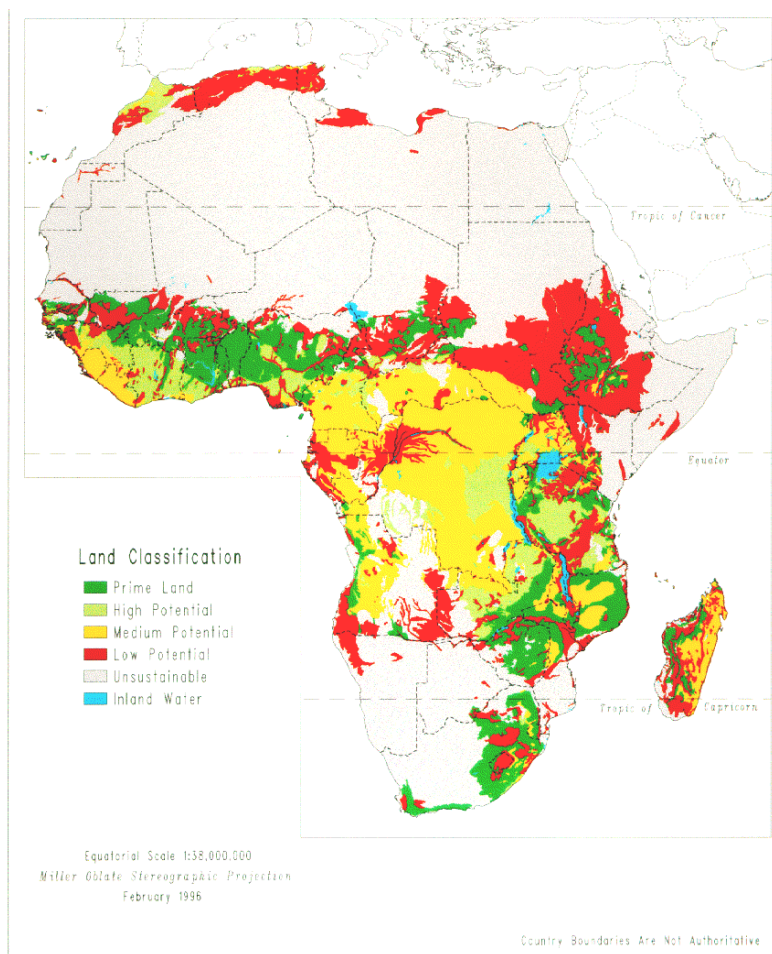 Tropic of Cancer
Equator
Land Classification
Prime Land
High Potential
Medium Potential
Low Potential
Unsustainable
Inland Water
Tropic of Capricorn
Equatorial Scale 1:38,000,000
Miller Oblate Stereographic Projection
February 1996
Country Boundaries Are Not Authoritative